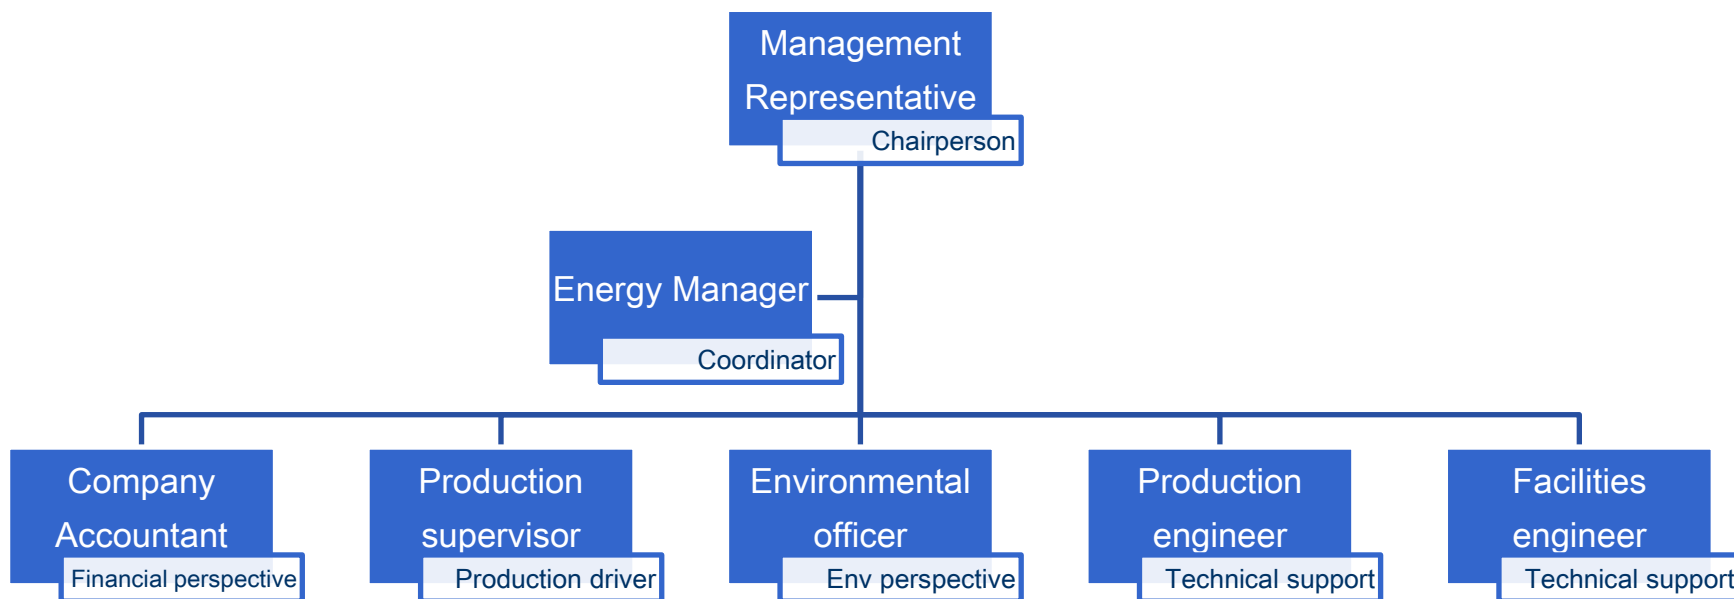 Management
Representative
Chairperson
Energy Manager
Coordinator
Company
Accountant
Financial perspective
Production
supervisor
Production driver
Environmental
officer
Env perspective
Production
engineer
Technical support
Facilities
engineer
Technical support